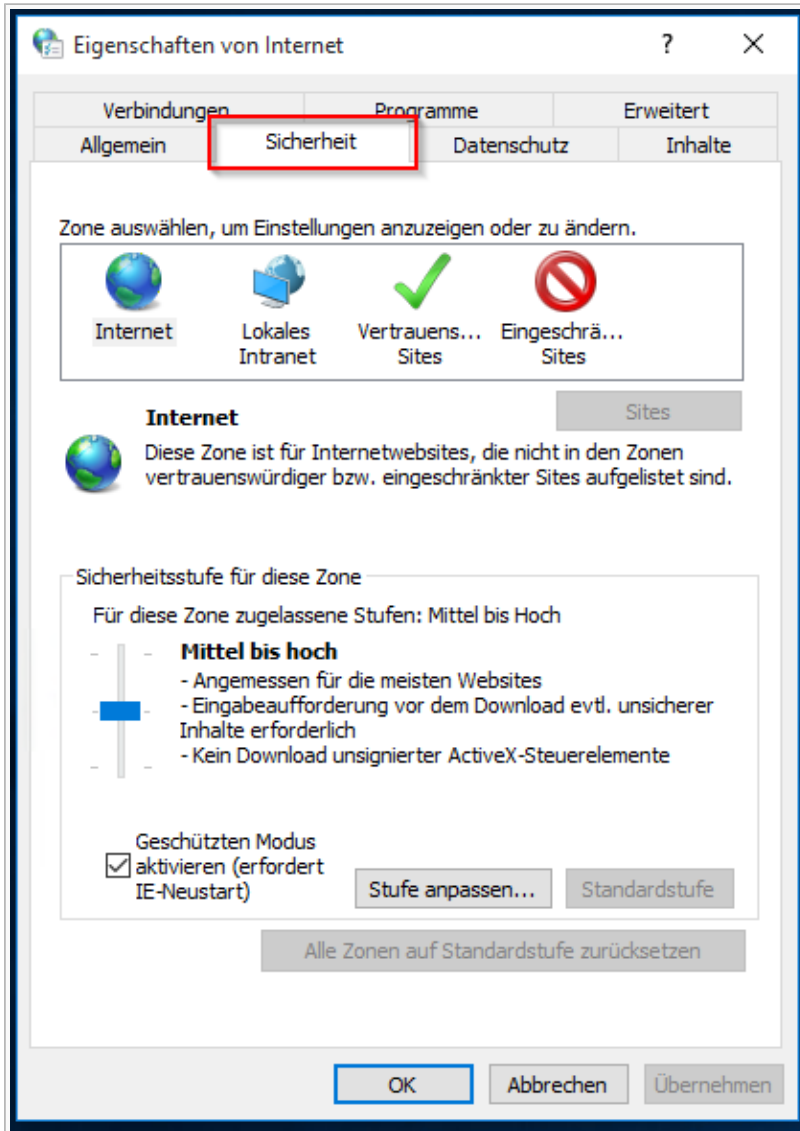 Eigenschaften von Internet
?
Verbindungen Programme Erweitert
Allgemein Sicherheit Datenschutz Inhalte
Zone auswählen, um Einstellungen anzuzeigen oder zu ändern.
Internet Lokales Vertrauens... Eingeschrä...
Intranet Sites Sites
Internet Sites
Diese Zone ist für Internetwebsites, die nicht in den Zonen
vertrauenswürdiger bzw. eingeschränkter Sites aufgelistet sind.
Sicherheitsstufe für diese Zone
Für diese Zone zugelassene Stufen: Mittel bis Hoch
Mittel bis hoch
- Angemessen für die meisten Websites
- Eingabeaufforderung vor dem Download evtl. unsicherer
Inhalte erforderlich
- Kein Download unsignierter ActiveX-Steuerelemente
Geschützten Modus
aktivieren (erfordert
IE-Neustart)
Stufe anpassen... Standardstufe
Alle Zonen auf Standardstufe zurücksetzen
OK Abbrechen Übernehmen